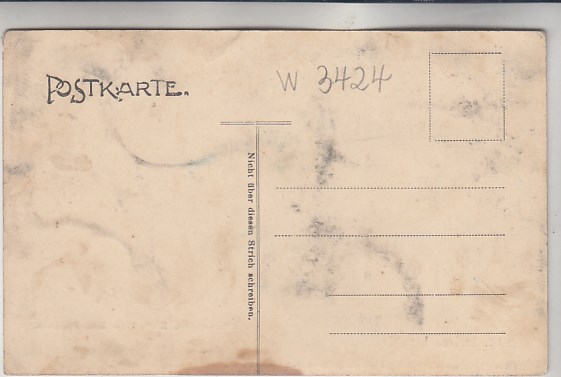 POSTKARTE.
W 3424
Nicht über diesen Strich schreiben.